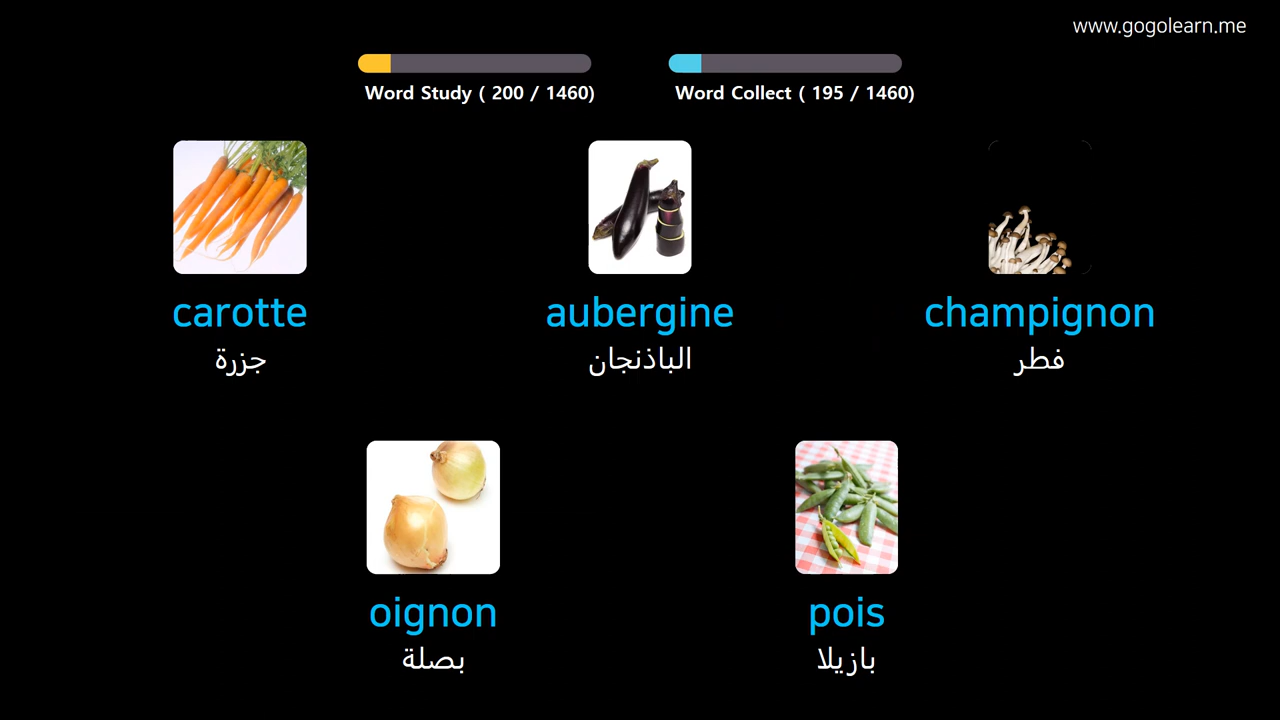 www.gogolearn.me
Word Study ( 200 / 1460)
Word Collect ( 195 / 1460)
carotte
جزرة
aubergine
الباذنجان
champignon
فطر
oignon
بصلة
pois
بازيلا